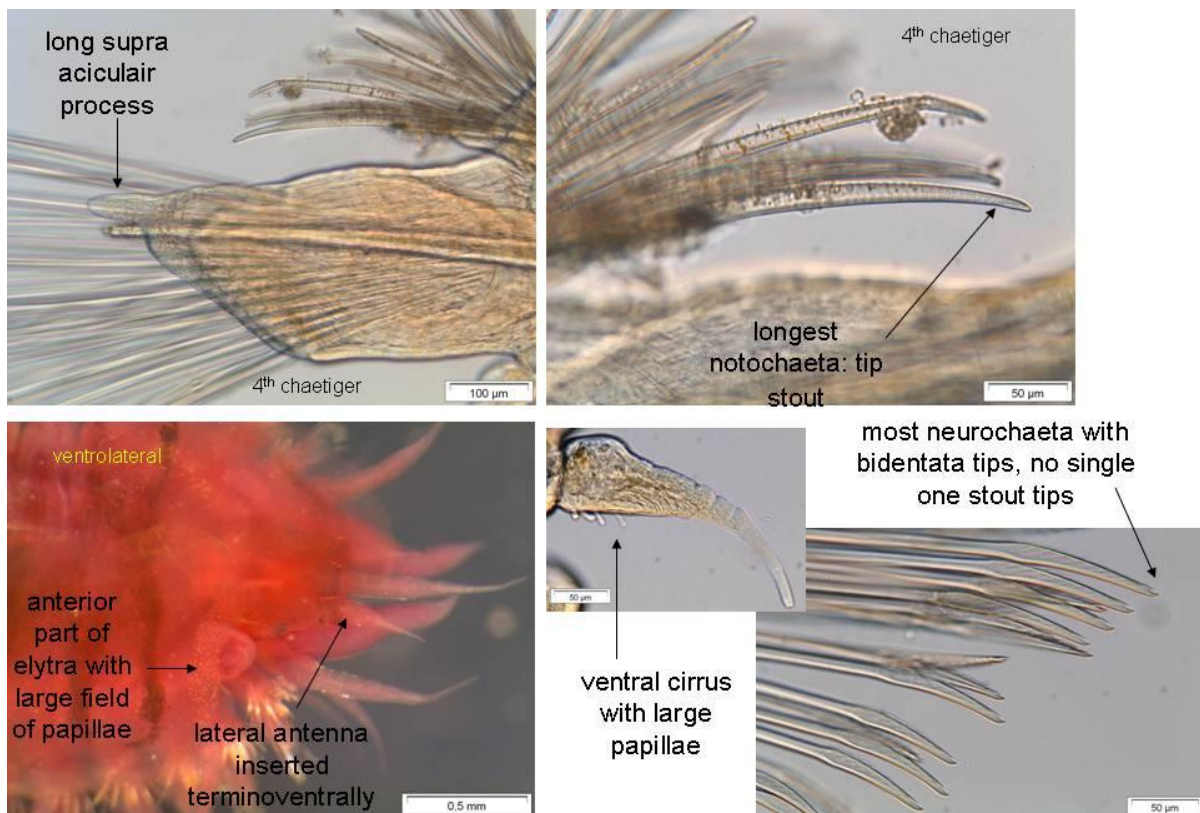 long supra
aciculair
process
4th chaetiger
100 µm
4th chaetiger
longest
notochaeta: tip
stout
50 µm
ventrolateral
anterior
part of
elytra with
large field
of papillae
lateral antenna
inserted
terminoventrally
0,5 mm
50 µm
ventral cirrus
with large
papillae
most neurochaeta with
bidentata tips, no single
one stout tips
50 µm